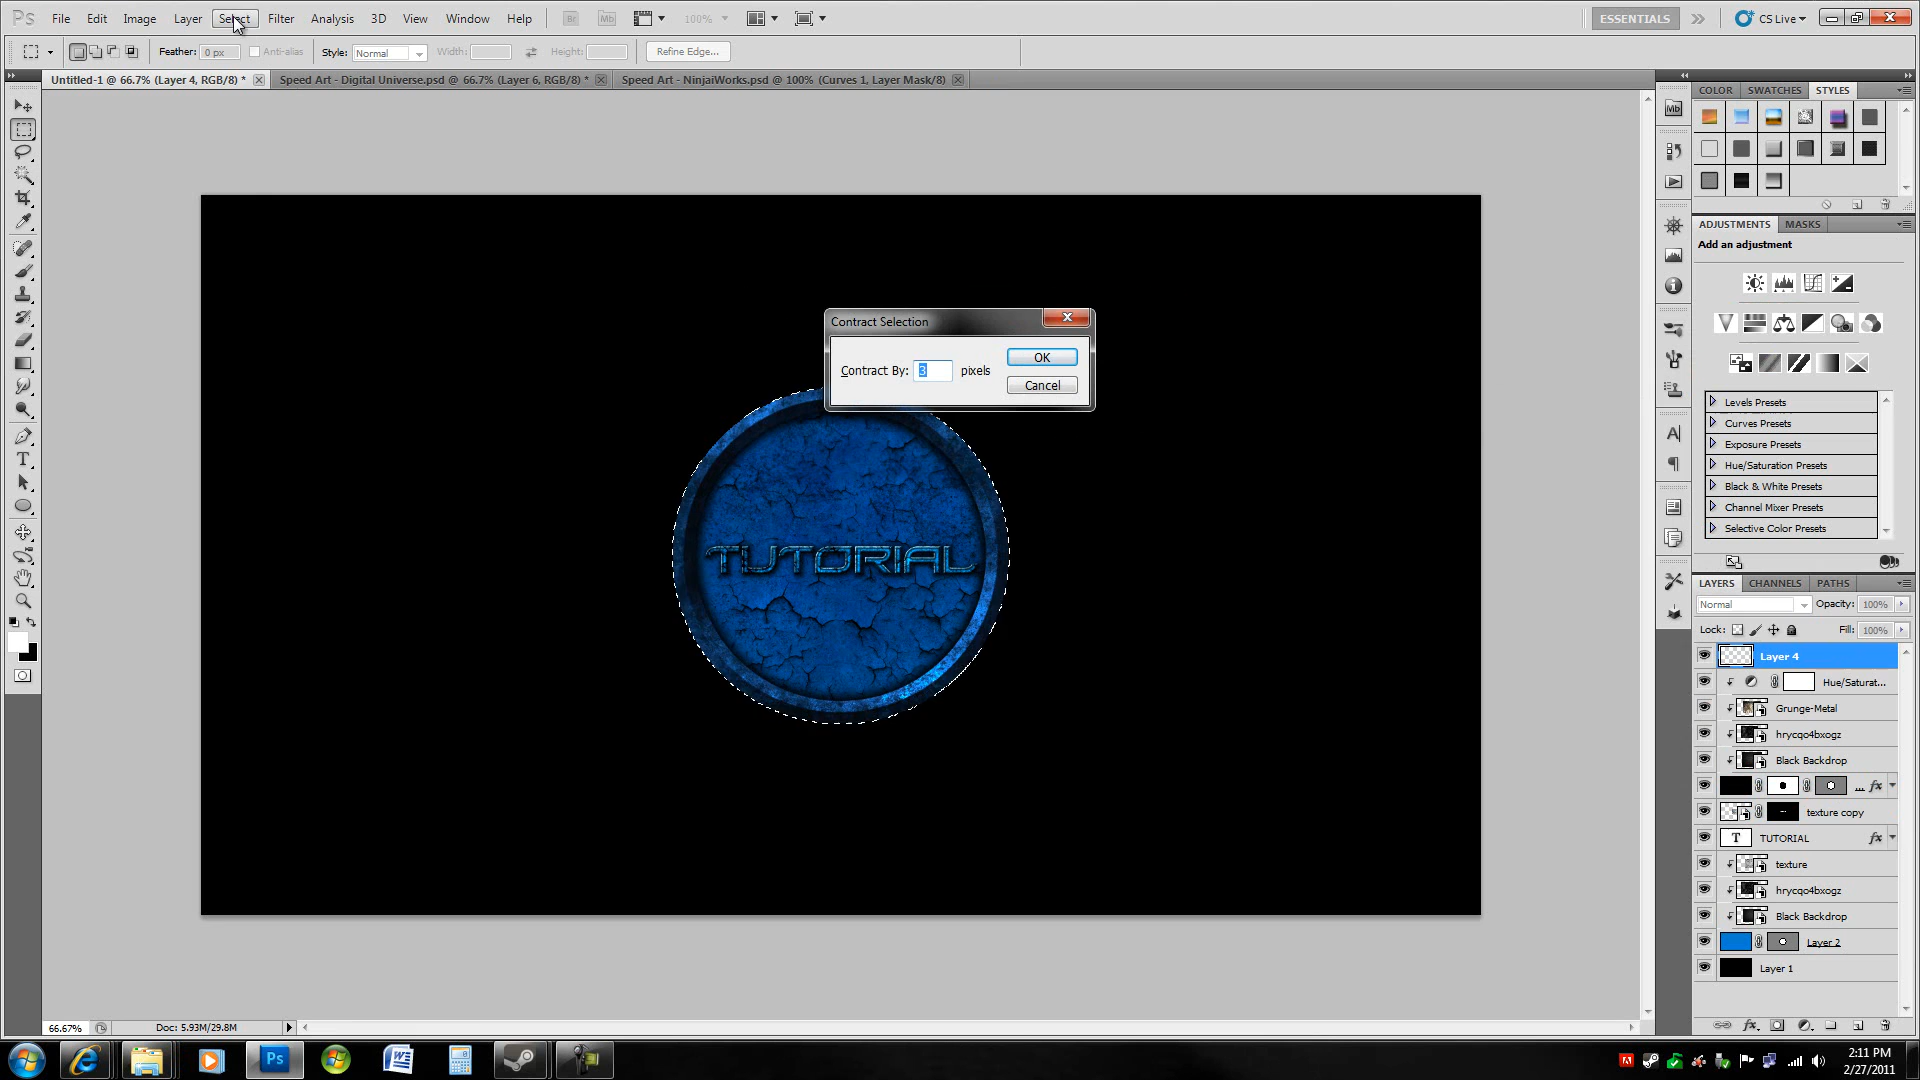 Ps File Edit Image Layer Select Filter Analysis 3D View Window Help Br Mb 100% ESSENTIALS CS Live
Feather: 0 px Anti-alias Style: Normal Width: Height: Refine Edge...
Untitled-1 @ 66.7% (Layer 4, RGB/8) * Speed Art - Digital Universe.psd @ 66.7% (Layer 6, RGB/8) * Speed Art - NinjaiWorks.psd @ 100% (Curves 1, Layer Mask/8)
COLOR SWATCHES STYLES
Mb
ADJUSTMENTS MASKS
Add an adjustment
Contract Selection
Contract By: 3 pixels
OK
Cancel
TUTORIAL
Levels Presets
Curves Presets
Exposure Presets
Hue/Saturation Presets
Black & White Presets
Channel Mixer Presets
Selective Color Presets
LAYERS CHANNELS PATHS
Normal Opacity: 100%
Lock: Fill: 100%
Layer 4
Hue/Saturat...
Grunge-Metal
hrycqo4bxogz
Black Backdrop
... fx
texture copy
T TUTORIAL fx
texture
hrycqo4bxogz
Black Backdrop
Layer 2
Layer 1
66.67% Doc: 5.93M/29.8M
Ps
2:11 PM
2/27/2011